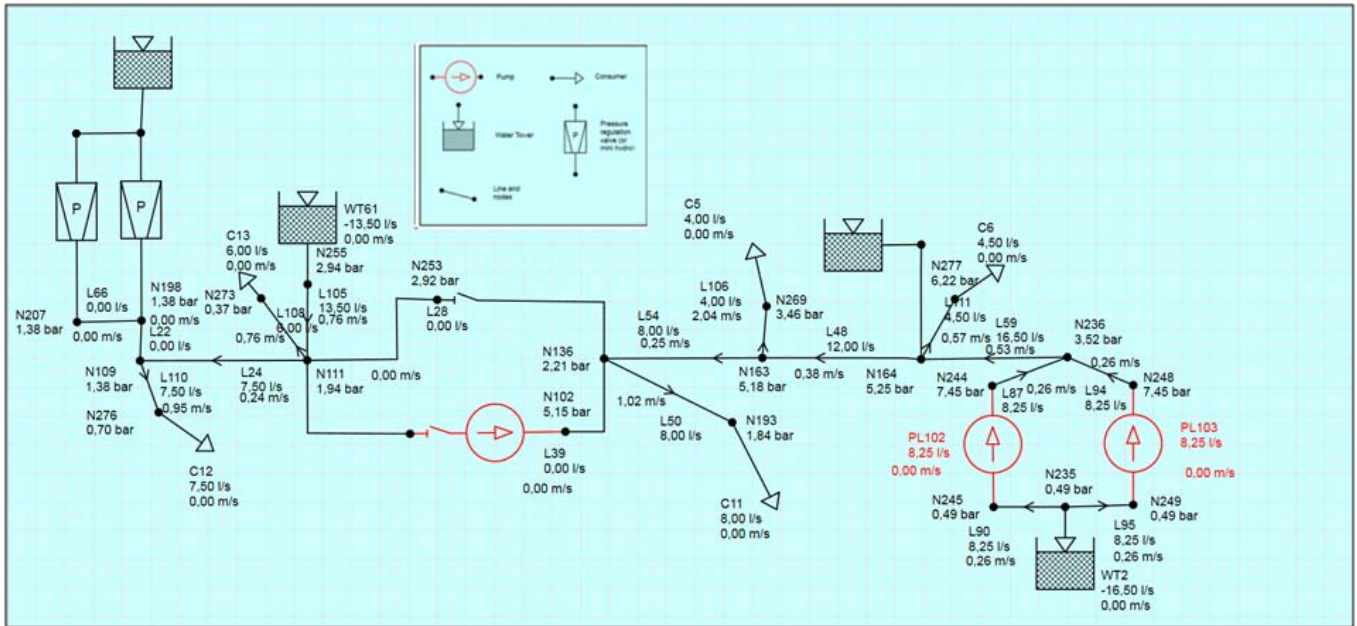 Pump
Consumer
Water Tower
Pressure
regulation
valve (or
mini hydro)
Line and
nodes
WT61
-13,50 l/s
0,00 m/s
C13
6,00 l/s
0,00 m/s
N255
2,94 bar
N273
0,37 bar
L105
13,50 l/s
0,76 m/s
L108
6,00 l/s
0,76 m/s
N253
2,92 bar
L28
0,00 l/s
0,00 m/s
L66
0,00 l/s
N198
1,38 bar
0,00 m/s
N207
1,38 bar
0,00 m/s
L22
0,00 l/s
N109
1,38 bar
L110
7,50 l/s
0,95 m/s
L24
7,50 l/s
0,24 m/s
N111
1,94 bar
N276
0,70 bar
C12
7,50 l/s
0,00 m/s
N102
5,15 bar
L39
0,00 l/s
0,00 m/s
N136
2,21 bar
1,02 m/s
L50
8,00 l/s
N193
1,84 bar
C11
8,00 l/s
0,00 m/s
L54
8,00 l/s
0,25 m/s
C5
4,00 l/s
0,00 m/s
L106
4,00 l/s
2,04 m/s
N269
3,46 bar
N163
5,18 bar
L48
12,00 l/s
0,38 m/s
N164
5,25 bar
C6
4,50 l/s
0,00 m/s
N277
6,22 bar
L111
4,50 l/s
0,57 m/s
L59
16,50 l/s
0,53 m/s
N236
3,52 bar
0,26 m/s
N244
7,45 bar
L87
8,25 l/s
0,26 m/s
L94
8,25 l/s
N248
7,45 bar
PL102
8,25 l/s
0,00 m/s
PL103
8,25 l/s
0,00 m/s
N235
0,49 bar
N245
0,49 bar
N249
0,49 bar
L90
8,25 l/s
0,26 m/s
L95
8,25 l/s
0,26 m/s
WT2
-16,50 l/s
0,00 m/s